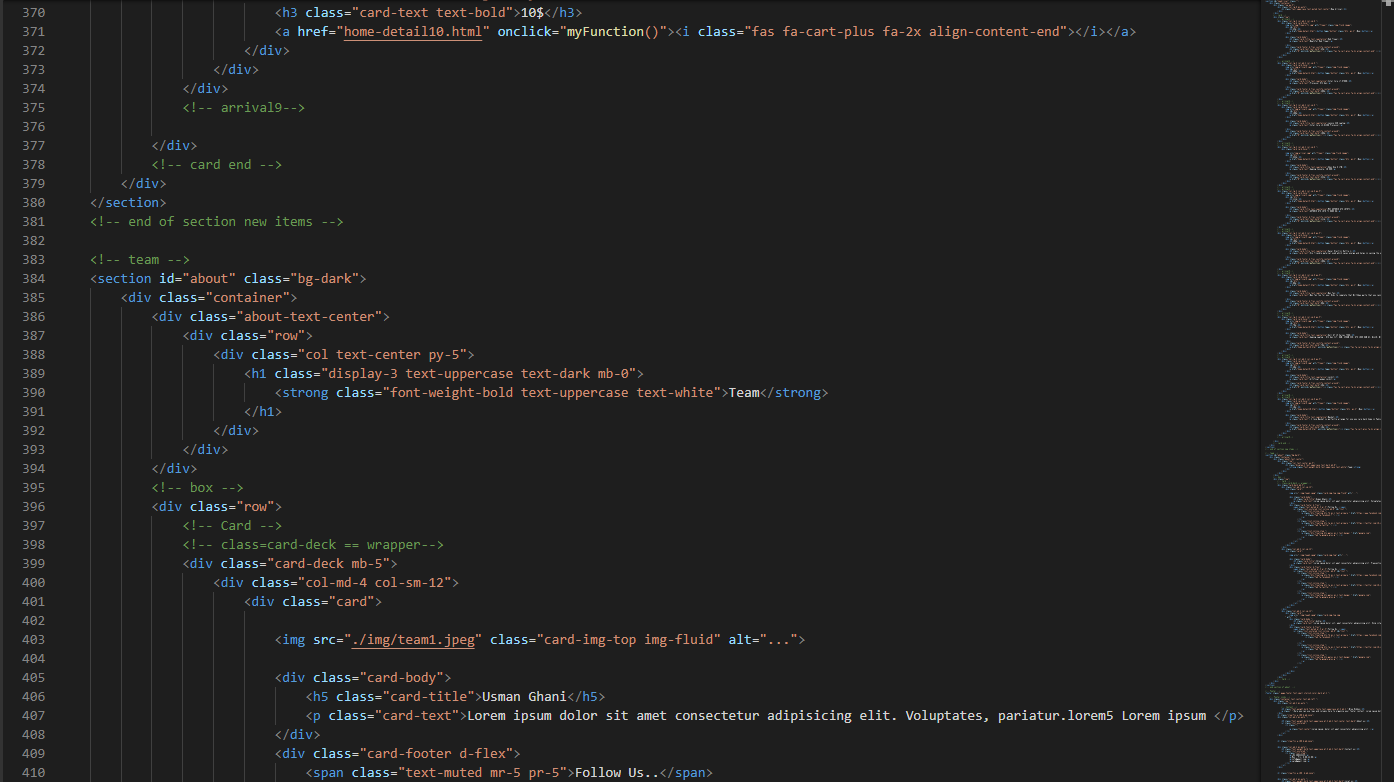 370 <h3 class="card-text text-bold">10$</h3>
371 <a href="home-detail10.html" onclick="myFunction()"><i class="fas fa-cart-plus fa-2x align-content-end"></i></a>
372 </div>
373 </div>
374 </div>
375 <!-- arrival9-->
376
377 </div>
378 <!-- card end -->
379 </div>
380 </section>
381 <!-- end of section new items -->
382
383 <!-- team -->
384 <section id="about" class="bg-dark">
385 <div class="container">
386 <div class="about-text-center">
387 <div class="row">
388 <div class="col text-center py-5">
389 <h1 class="display-3 text-uppercase text-dark mb-0">
390 <strong class="font-weight-bold text-uppercase text-white">Team</strong>
391 </h1>
392 </div>
393 </div>
394 </div>
395 <!-- box -->
396 <div class="row">
397 <!-- Card -->
398 <!-- class=card-deck == wrapper-->
399 <div class="card-deck mb-5">
400 <div class="col-md-4 col-sm-12">
401 <div class="card">
402
403 <img src="./img/team1.jpeg" class="card-img-top img-fluid" alt="...">
404
405 <div class="card-body">
406 <h5 class="card-title">Usman Ghani</h5>
407 <p class="card-text">Lorem ipsum dolor sit amet consectetur adipisicing elit. Voluptates, pariatur.lorem5 Lorem ipsum </p>
408 </div>
409 <div class="card-footer d-flex">
410 <span class="text-muted mr-5 pr-5">Follow Us..</span>